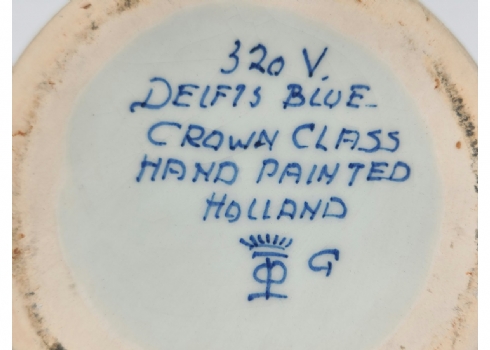 320 V.
DELFTS BLUE
CROWN CLASS
HAND PAINTED
HOLLAND
G